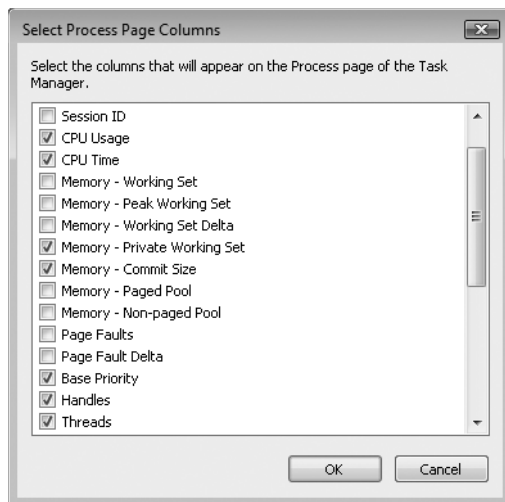 Select Process Page Columns
Select the columns that will appear on the Process page of the Task
Manager.
Session ID
CPU Usage
CPU Time
Memory - Working Set
Memory - Peak Working Set
Memory - Working Set Delta
Memory - Private Working Set
Memory - Commit Size
Memory - Paged Pool
Memory - Non-paged Pool
Page Faults
Page Fault Delta
Base Priority
Handles
Threads
OK
Cancel